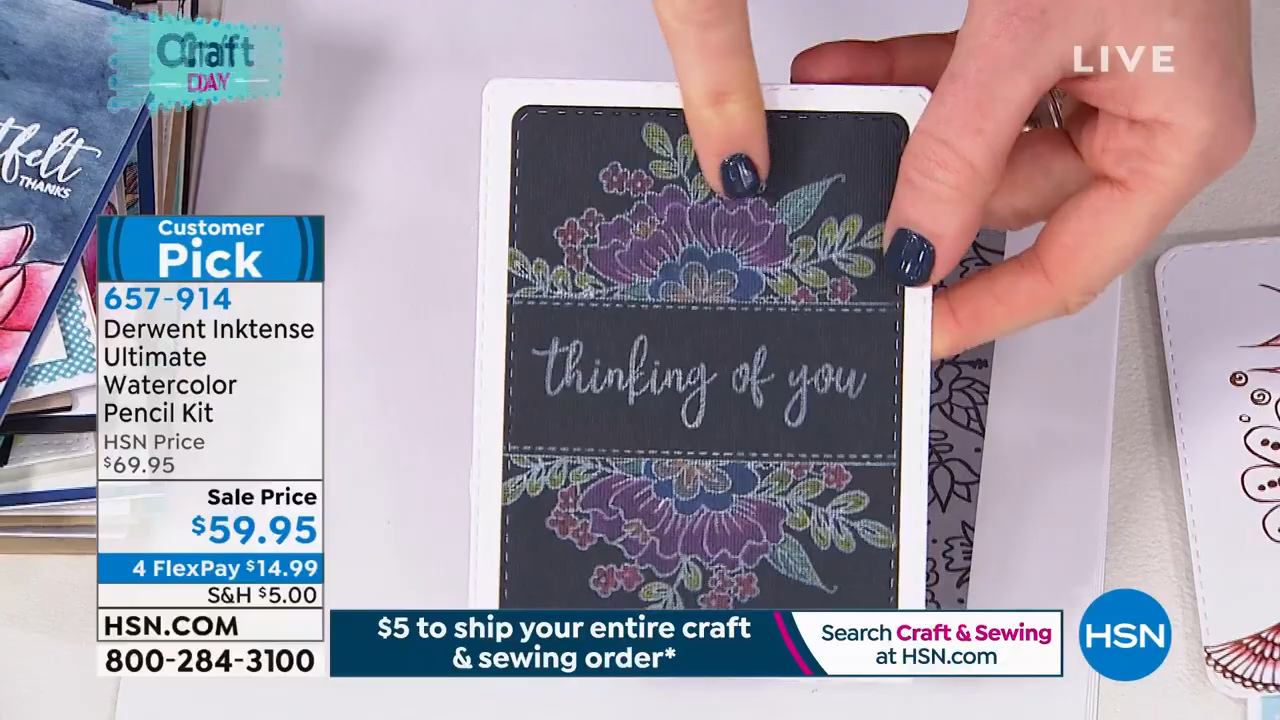 Craft
DAY
LIVE
THANKS
Customer
Pick
657-914
Derwent Inktense
Ultimate
Watercolor
Pencil Kit
HSN Price
$69.95
Sale Price
$59.95
4 FlexPay $14.99
S&H $5.00
HSN.COM
800-284-3100
thinking of you
$5 to ship your entire craft
& sewing order*
Search Craft & Sewing
at HSN.com
HSN